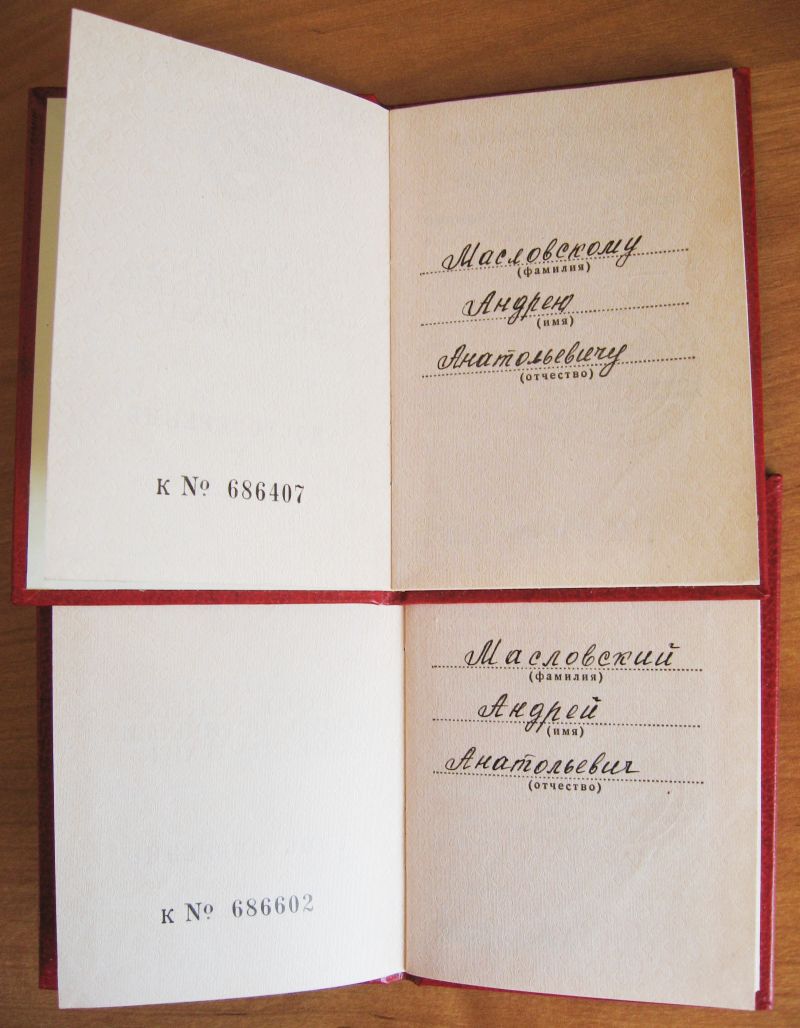 Масловскому
(фамилия)
Андрею
(имя)
Анатольевичу
(отчество)
к № 686407
Масловский
(фамилия)
Андрей
(имя)
Анатольевич
(отчество)
к № 686602